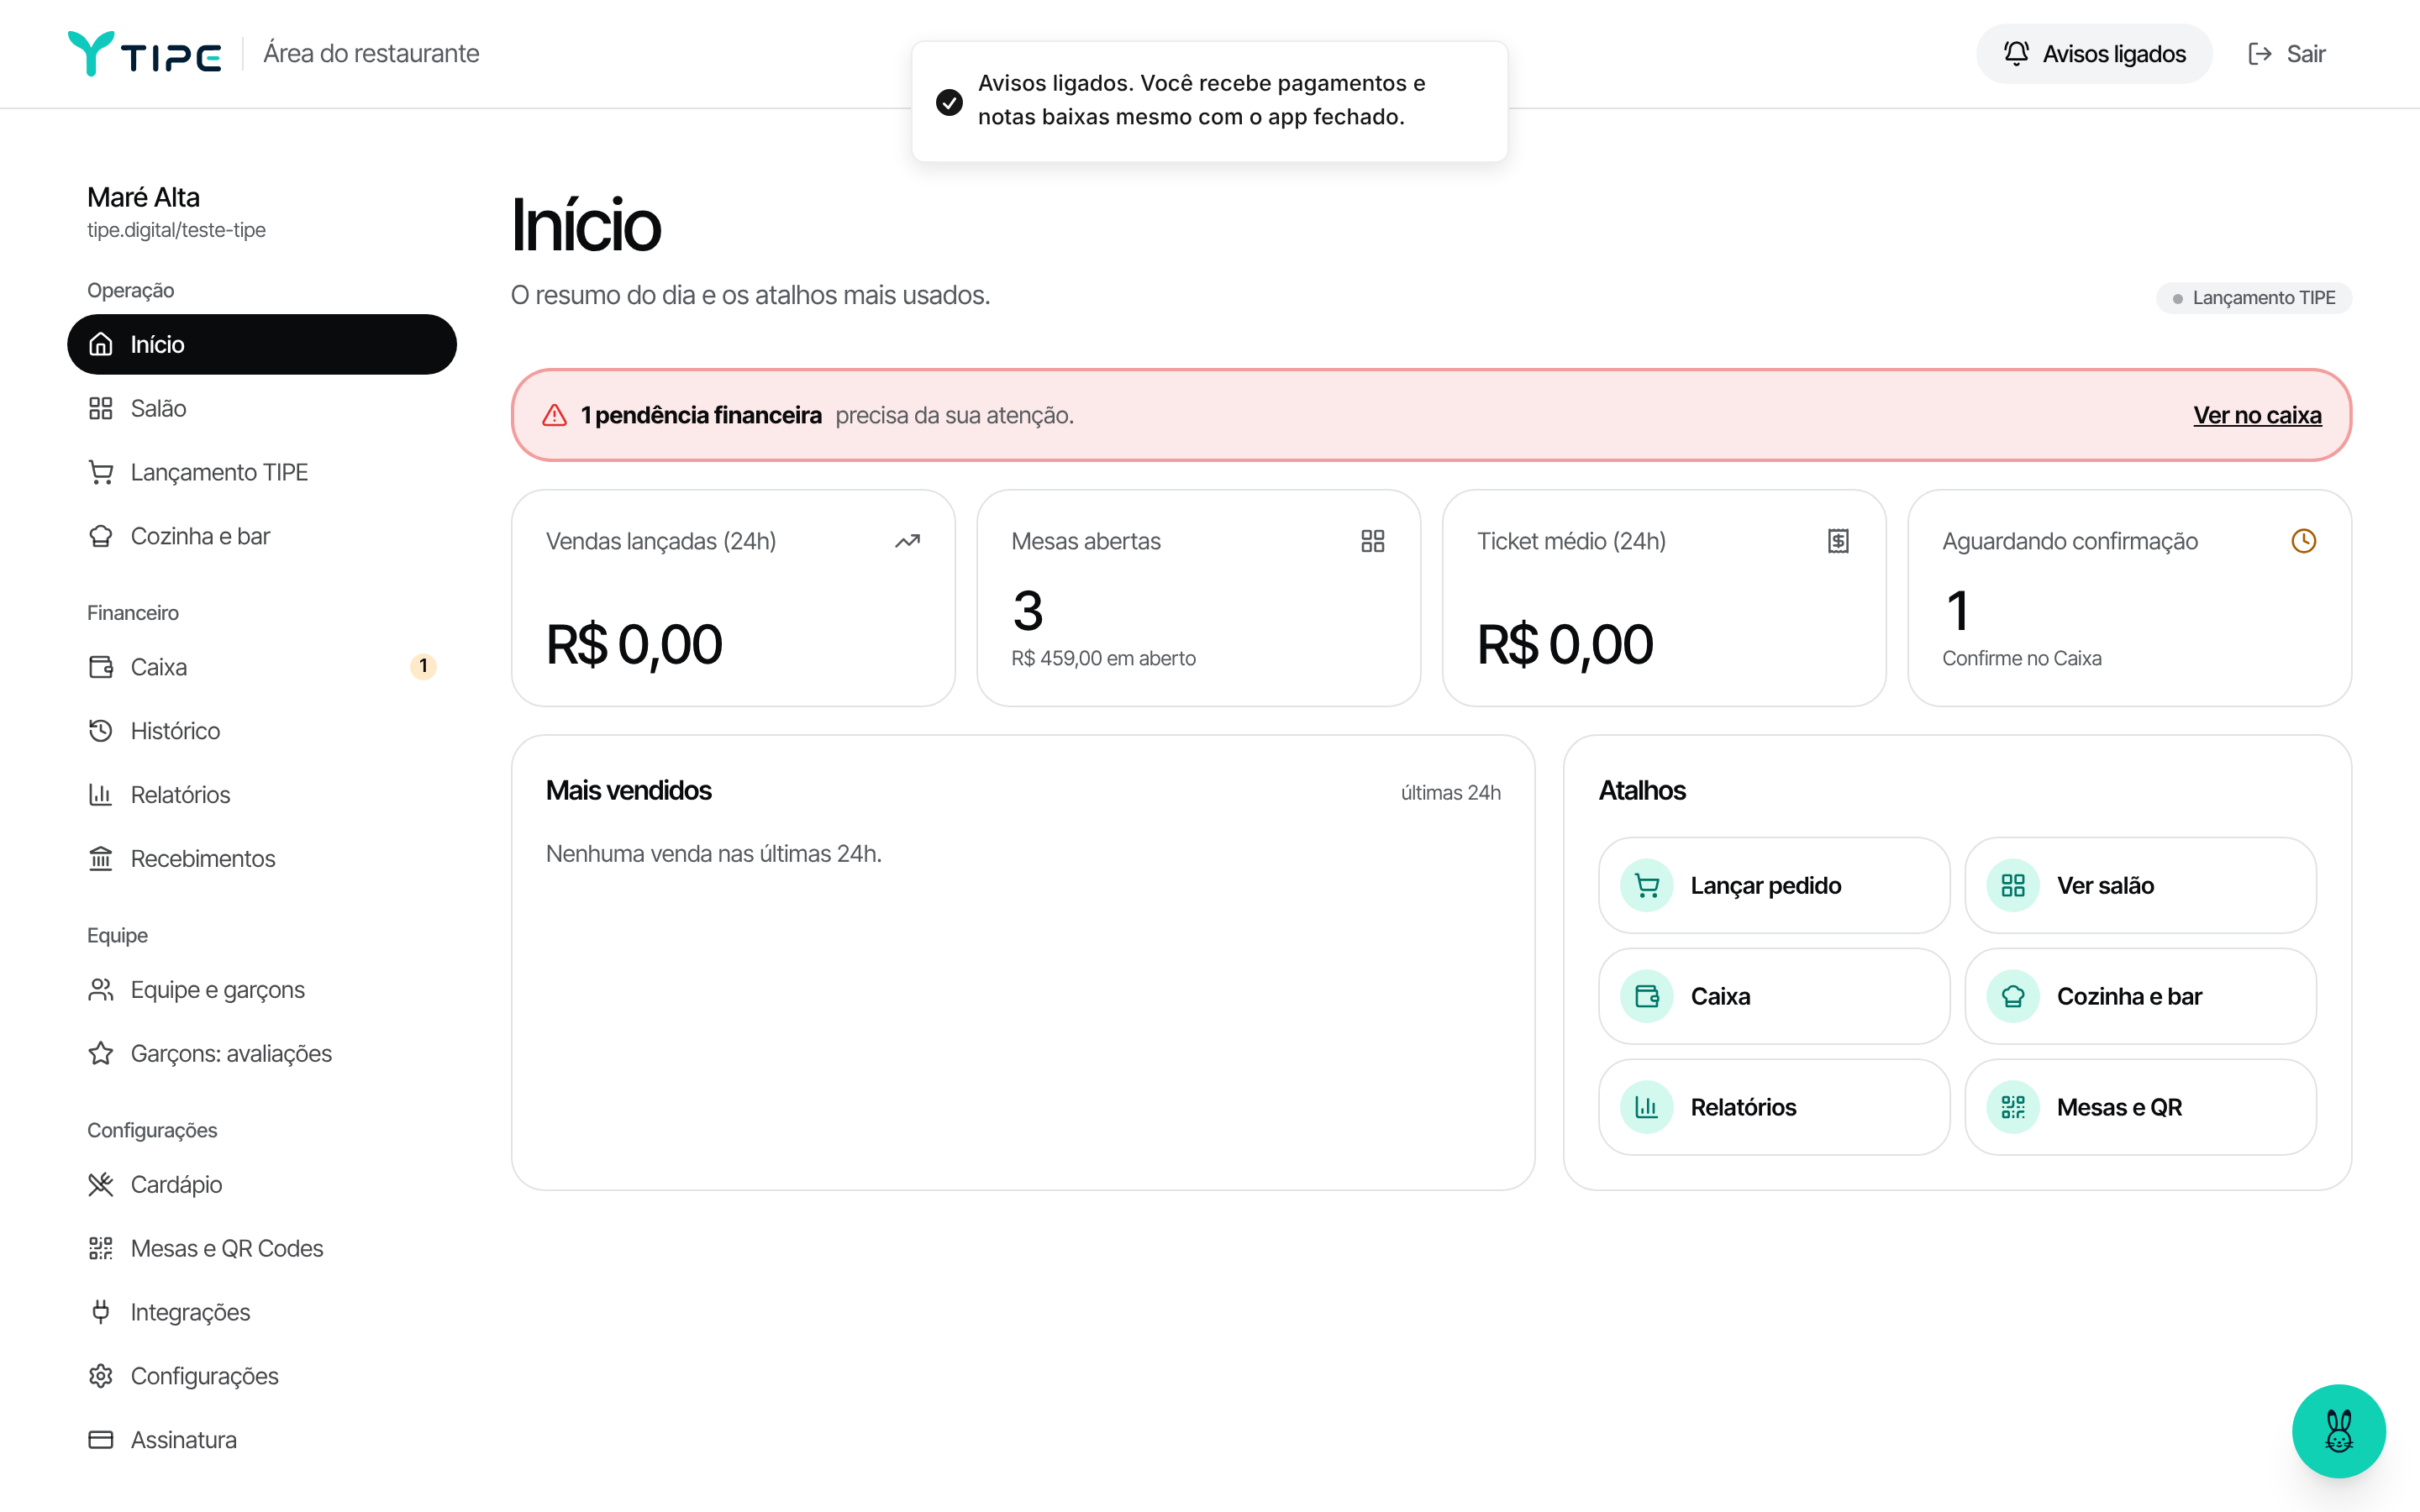 TIPE
Área do restaurante
Avisos ligados. Você recebe pagamentos e
notas baixas mesmo com o app fechado.
Avisos ligados
Sair
Maré Alta
tipe.digital/teste-tipe
Operação
Início
Salão
Lançamento TIPE
Cozinha e bar
Financeiro
Caixa
1
Histórico
Relatórios
Recebimentos
Equipe
Equipe e garçons
Garçons: avaliações
Configurações
Cardápio
Mesas e QR Codes
Integrações
Configurações
Assinatura
Início
O resumo do dia e os atalhos mais usados.
Lançamento TIPE
1 pendência financeira precisa da sua atenção.
Ver no caixa
Vendas lançadas (24h)
R$ 0,00
Mesas abertas
3
R$ 459,00 em aberto
Ticket médio (24h)
R$ 0,00
Aguardando confirmação
1
Confirme no Caixa
Mais vendidos
últimas 24h
Nenhuma venda nas últimas 24h.
Atalhos
Lançar pedido
Ver salão
Caixa
Cozinha e bar
Relatórios
Mesas e QR